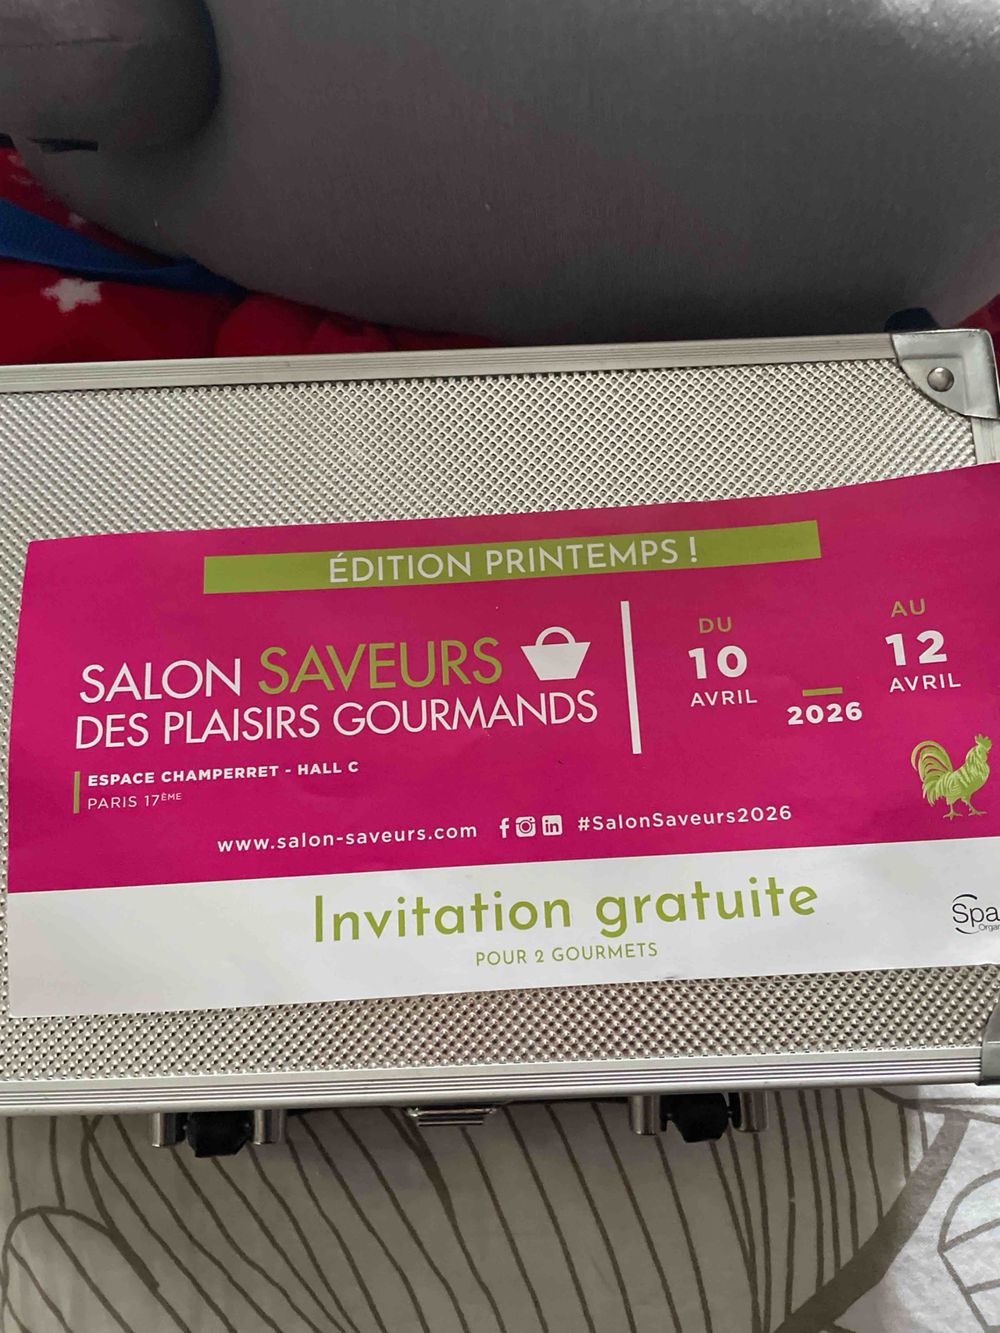 ÉDITION PRINTEMPS !
SALON SAVEURS
DES PLAISIRS GOURMANDS
ESPACE CHAMPERRET - HALL C
PARIS 17ÈME
DU
10
AVRIL
AU
12
AVRIL
2026
www.salon-saveurs.com f in #SalonSaveurs2026
Invitation gratuite
POUR 2 GOURMETS